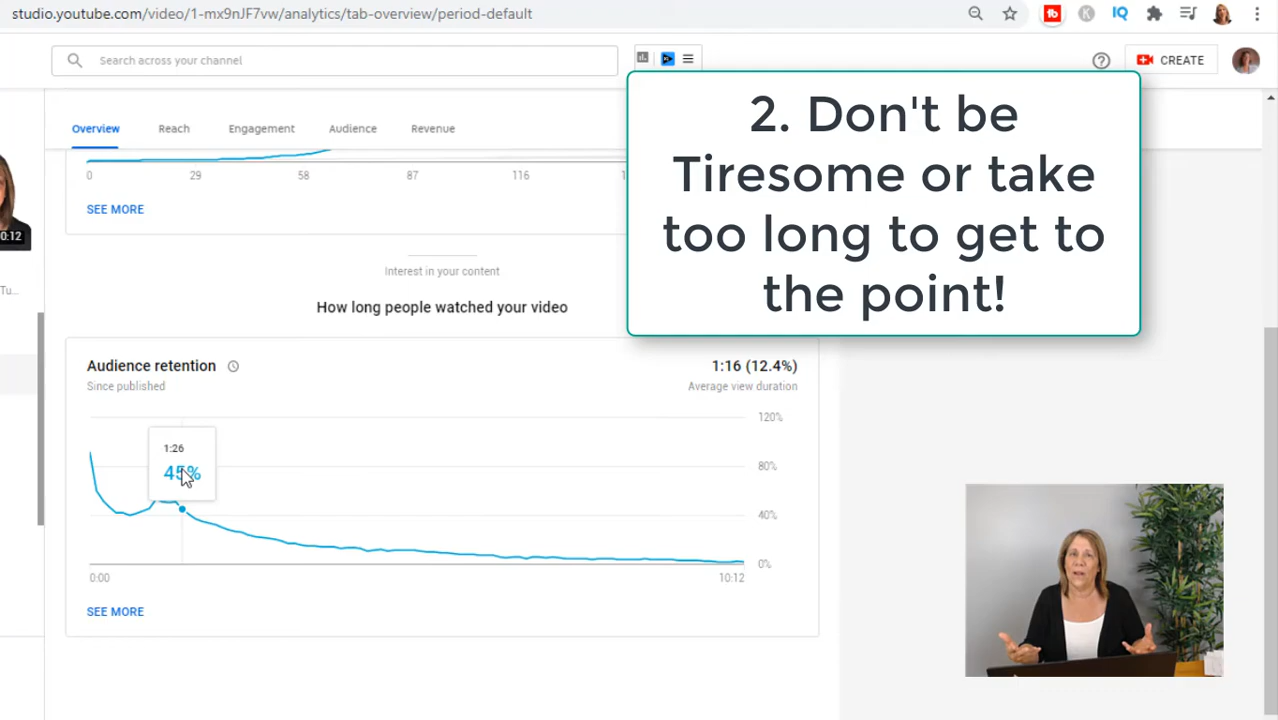 studio.youtube.com/video/1-mx9nJF7vw/analytics/tab-overview/period-default
Search across your channel
CREATE
2. Don't be
Tiresome or take
too long to get to
the point!
Overview
Reach
Engagement
Audience
Revenue
0
29
58
87
116
SEE MORE
0:12
Tu...
Interest in your content
How long people watched your video
Audience retention
1:16 (12.4%)
Since published
Average view duration
120%
1:26
45%
80%
40%
0%
0:00
10:12
SEE MORE